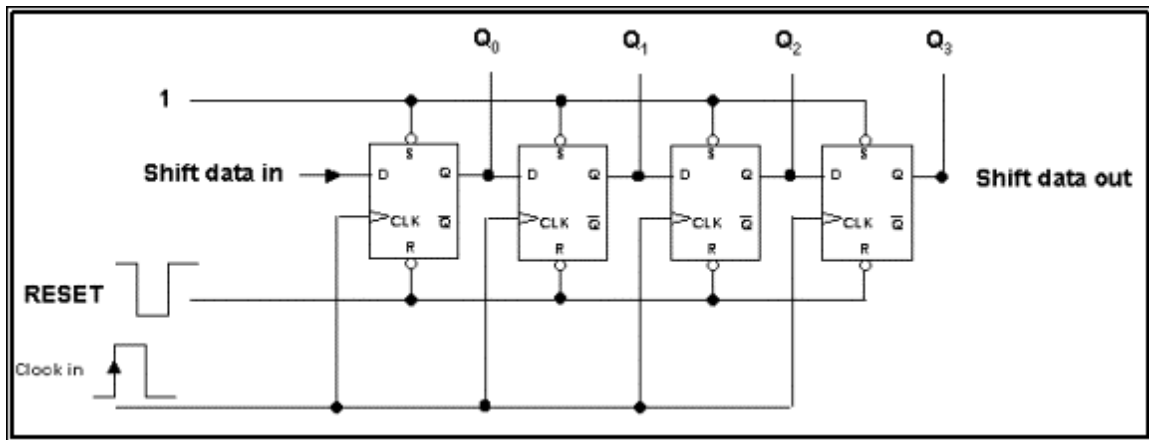 Q0 Q1 Q2 Q3
1
S S S S
Shift data in D Q D Q D Q D Q Shift data out
CLK Q̅ CLK Q̅ CLK Q̅ CLK Q̅
R R R R
RESET
Clock in